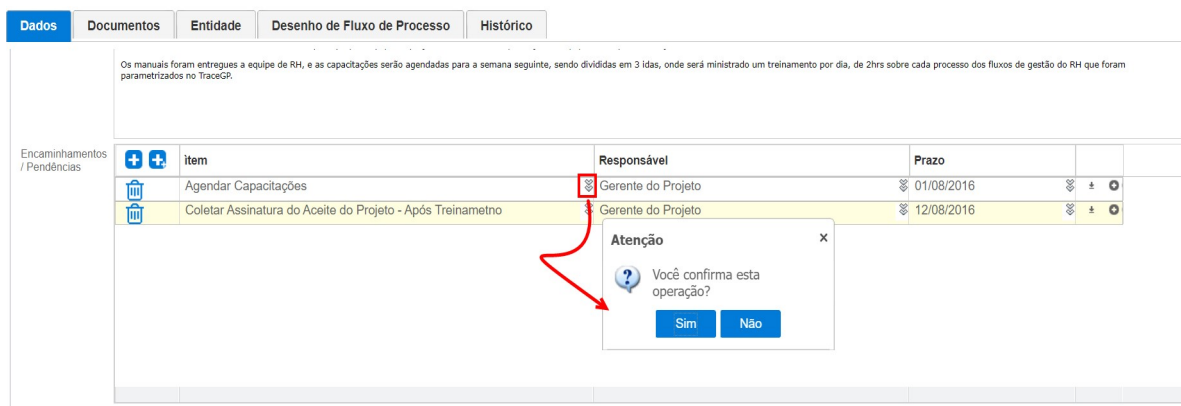 Dados Documentos Entidade Desenho de Fluxo de Processo Histórico
Os manuais foram entregues a equipe de RH, e as capacitações serão agendadas para a semana seguinte, sendo divididas em 3 idas, onde será ministrado um treinamento por dia, de 2hrs sobre cada processo dos fluxos de gestão do RH que foram
parametrizados no TraceGP.
Encaminhamentos
/ Pendências
item Responsável Prazo
Agendar Capacitações Gerente do Projeto 01/08/2016
Coletar Assinatura do Aceite do Projeto - Após Treinametno Gerente do Projeto 12/08/2016
Atenção x
Você confirma esta
operação?
Sim Não